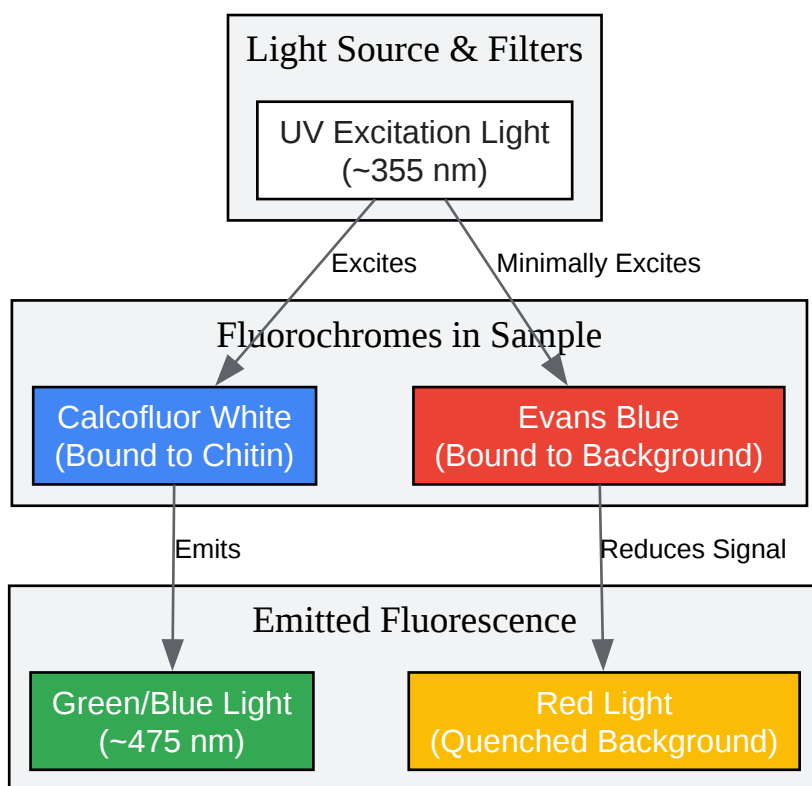 Light Source & Filters
UV Excitation Light
(~355 nm)
Excites
Minimally Excites
Fluorochromes in Sample
Calcofluor White
(Bound to Chitin)
Evans Blue
(Bound to Background)
Emits
Reduces Signal
Emitted Fluorescence
Green/Blue Light
(~475 nm)
Red Light
(Quenched Background)